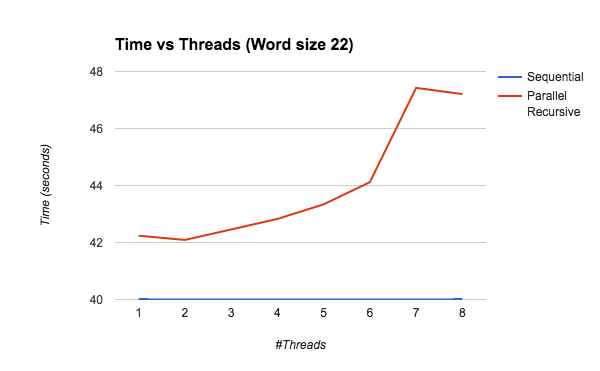 Time vs Threads (Word size 22)
48
46
44
42
40
Time (seconds)
1 2 3 4 5 6 7 8
#Threads
Sequential
Parallel
Recursive